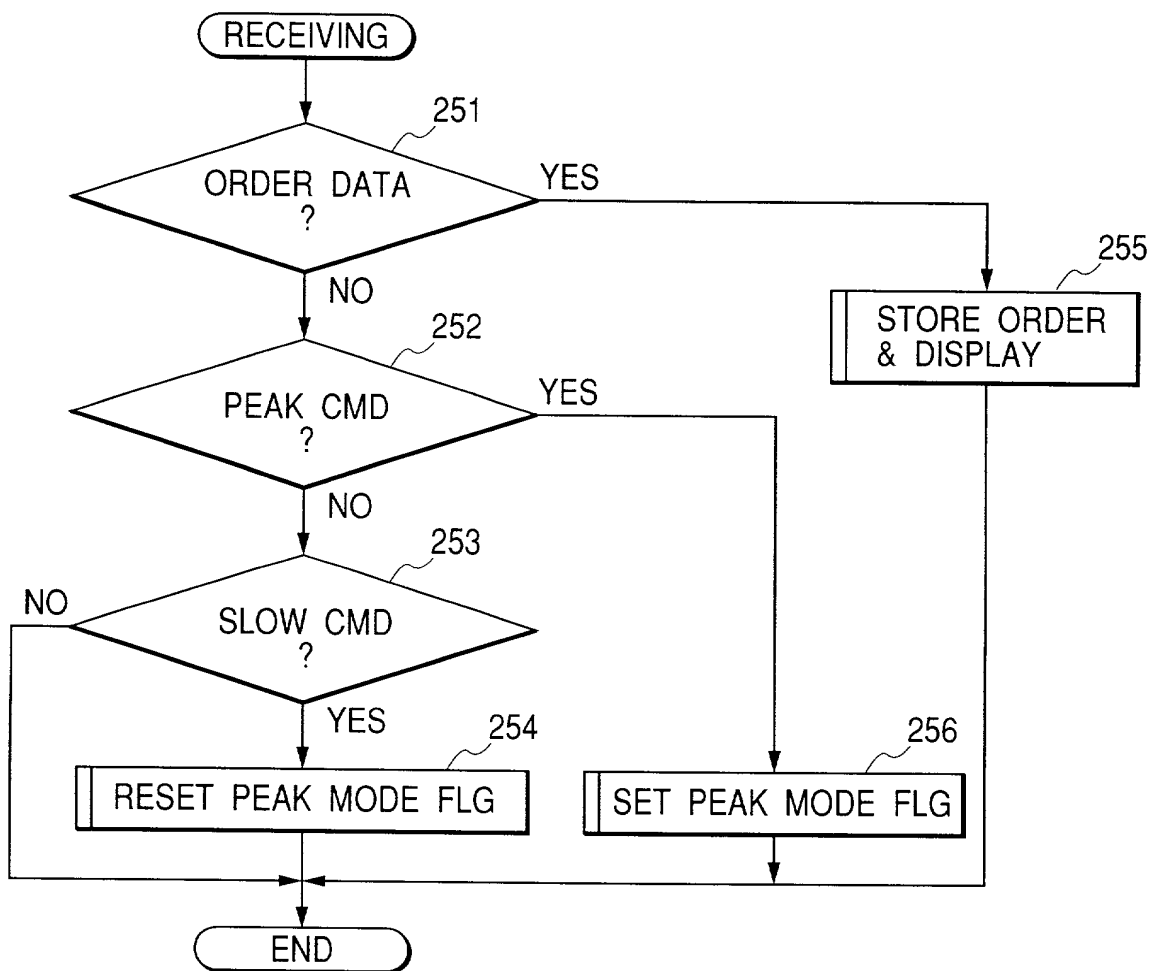 RECEIVING
251
ORDER DATA
?
YES
NO
255
STORE ORDER
& DISPLAY
252
PEAK CMD
?
YES
NO
253
NO
SLOW CMD
?
YES
254
RESET PEAK MODE FLG
256
SET PEAK MODE FLG
END